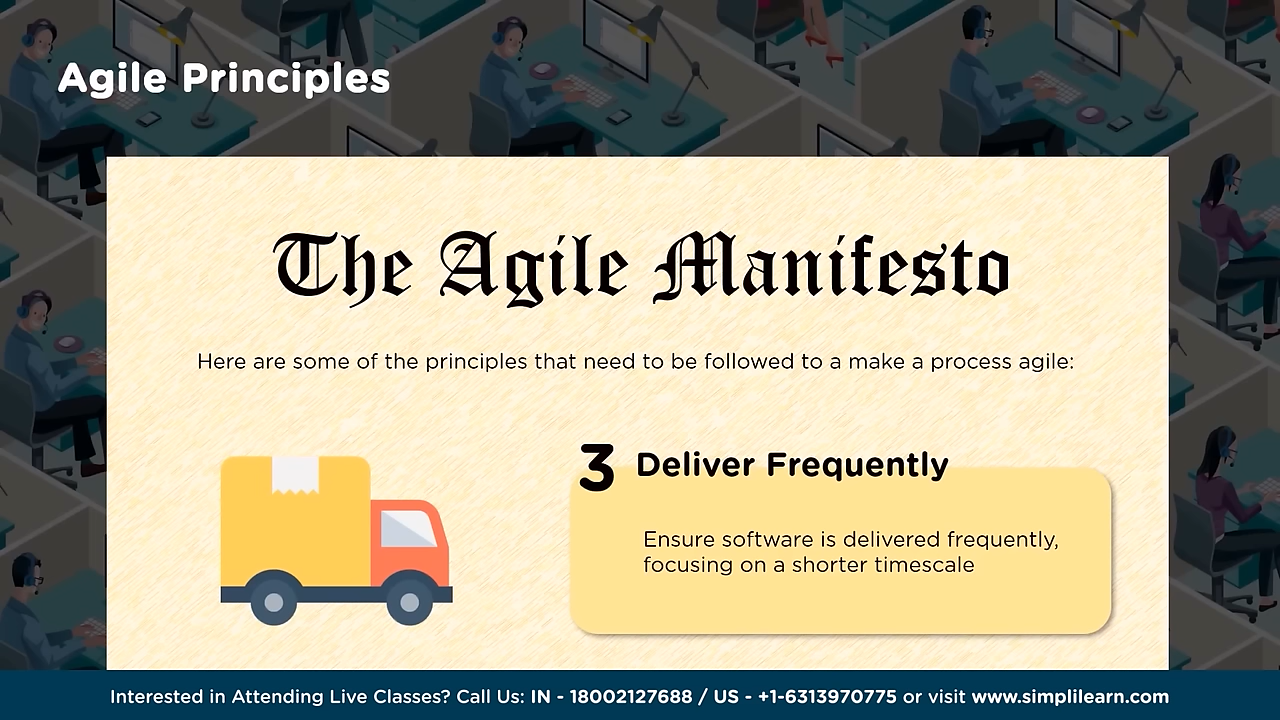 Agile Principles
The Agile Manifesto
Here are some of the principles that need to be followed to a make a process agile:
3 Deliver Frequently
Ensure software is delivered frequently,
focusing on a shorter timescale
Interested in Attending Live Classes? Call Us: IN - 18002127688 / US - +1-6313970775 or visit www.simplilearn.com